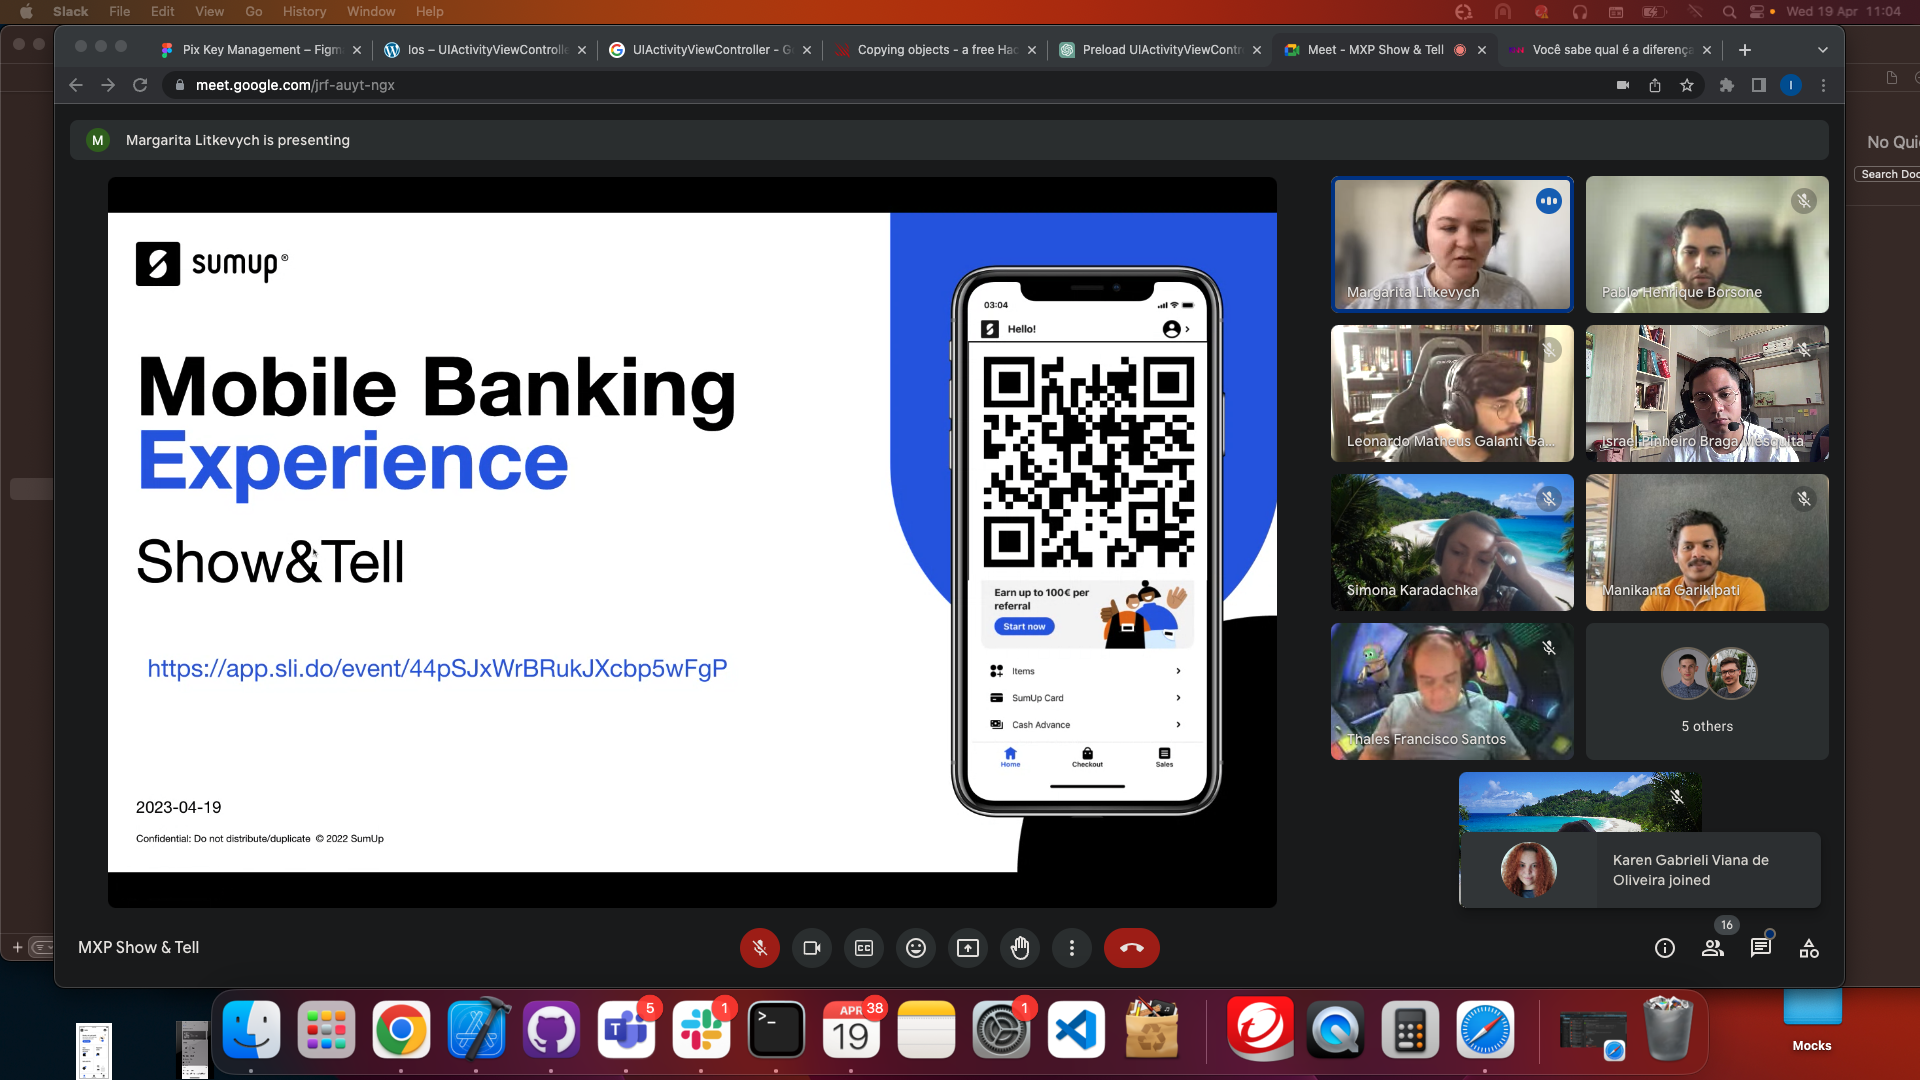 Slack File Edit View Go History Window Help
Wed 19 Apr 11:04
Pix Key Management – Figm
Ios – UIActivityViewControlle
UIActivityViewController - G
Copying objects - a free Hac
Preload UIActivityViewContr
Meet - MXP Show & Tell
Você sabe qual é a diferença
meet.google.com/jrf-auyt-ngx
I
M
Margarita Litkevych is presenting
No Qui
Search Doc
sumup®
Mobile Banking
Experience
Show&Tell
https://app.sli.do/event/44pSJxWrBRukJXcbp5wFgP
2023-04-19
Confidential: Do not distribute/duplicate © 2022 SumUp
03:04
Hello!
Earn up to 100€ per
referral
Start now
Items
SumUp Card
Cash Advance
Home
Checkout
Sales
Margarita Litkevych
Pablo Henrique Borsone
Leonardo Matheus Galanti Ga...
Israel Pinheiro Braga Mesquita
Simona Karadachka
Manikanta Garikipati
Thales Francisco Santos
5 others
Karen Gabrieli Viana de
Oliveira joined
MXP Show & Tell
16
5
1
APR
38
19
1
Mocks